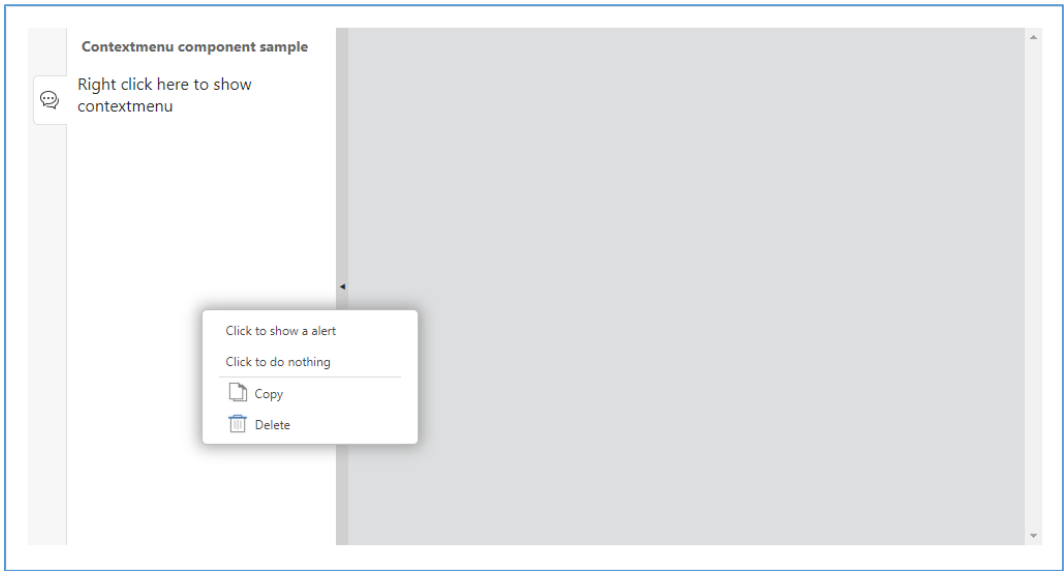 Contextmenu component sample
Right click here to show
contextmenu
Click to show a alert
Click to do nothing
Copy
Delete